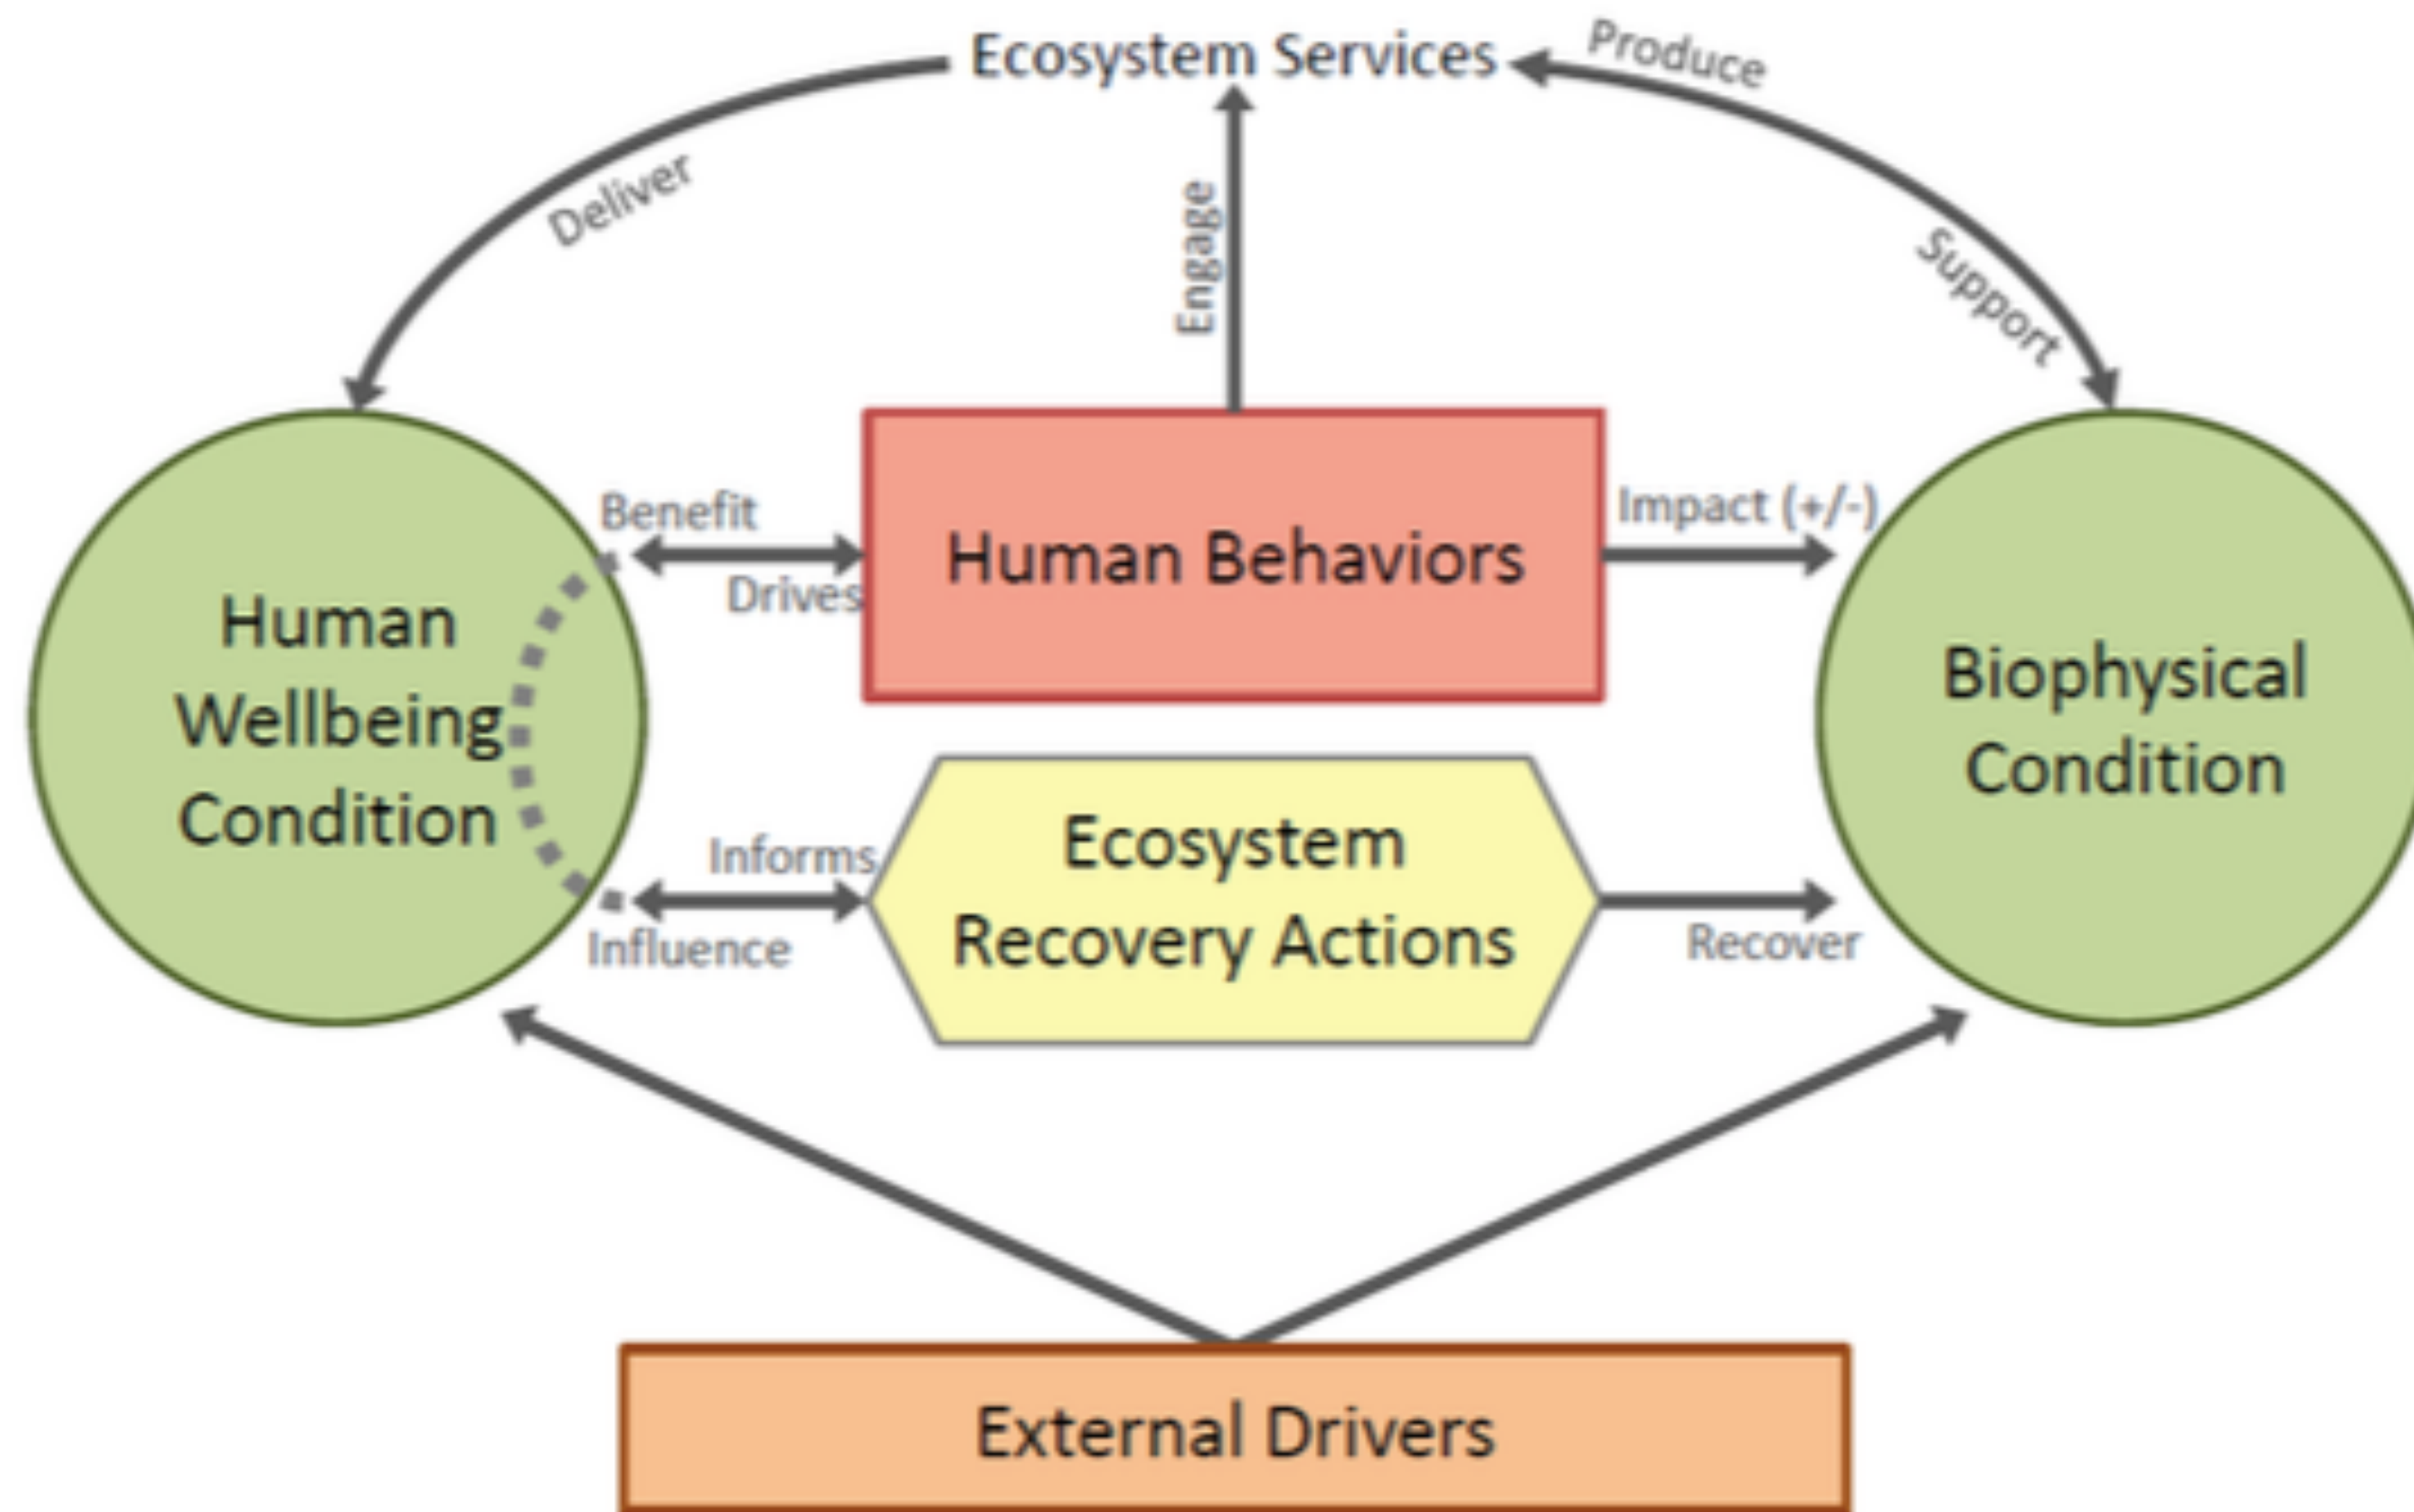 Ecosystem Services
Produce
Deliver
Engage
Support
Benefit
Drives
Human Behaviors
Impact (+/-)
Human
Wellbeing
Condition
Biophysical
Condition
Informs
Influence
Ecosystem
Recovery Actions
Recover
External Drivers